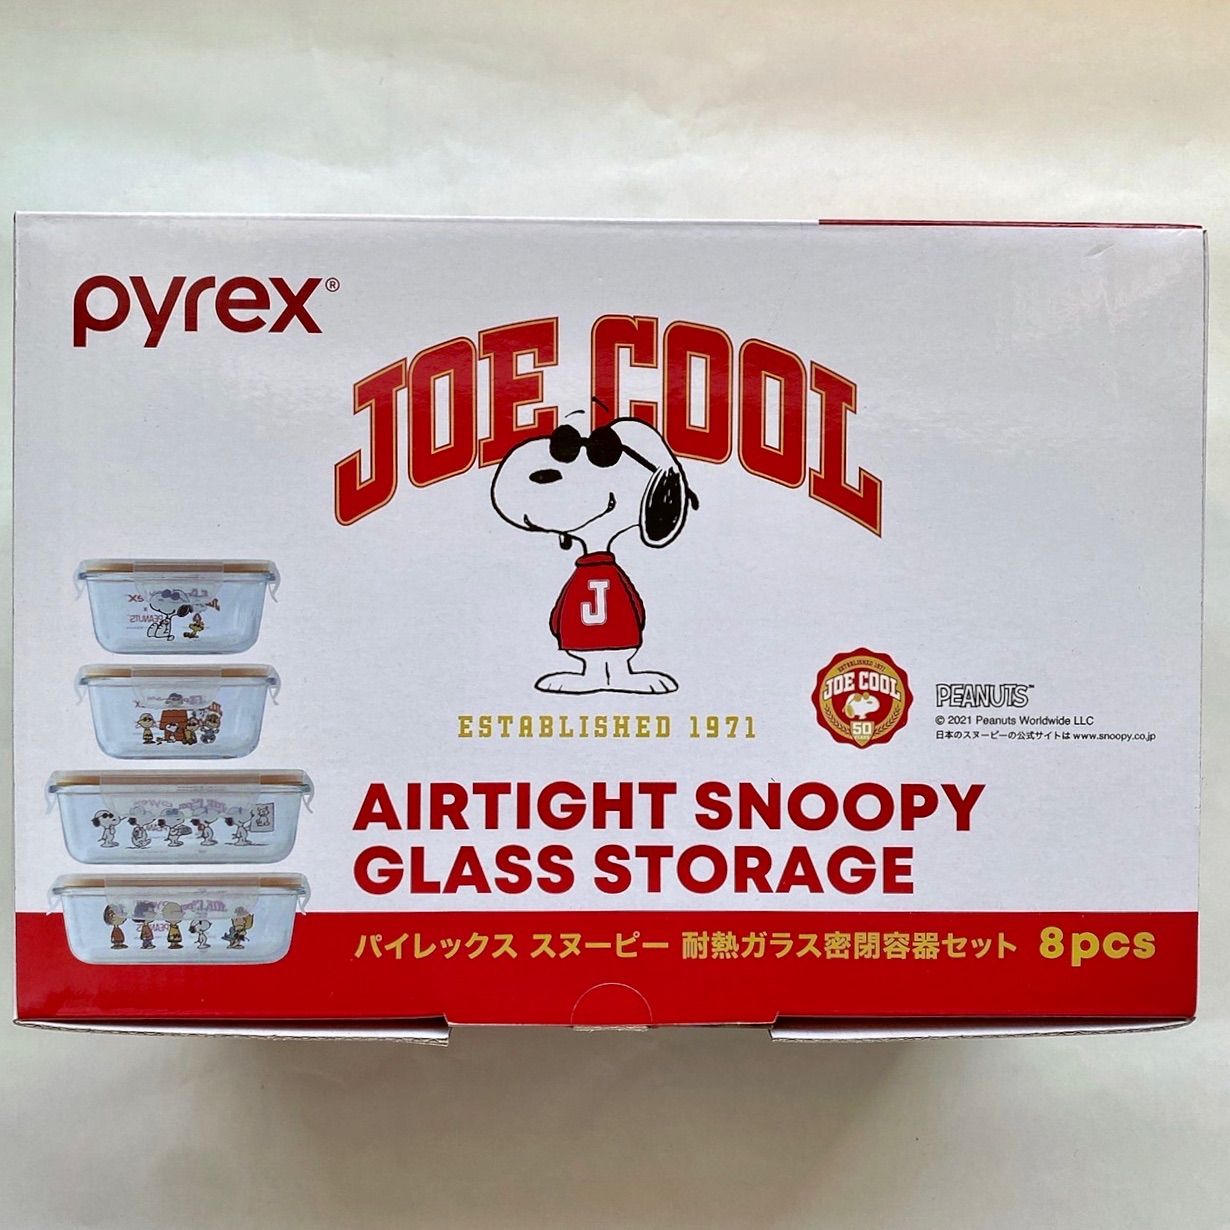 pyrex®
JOE COOL
J
ESTABLISHED 1971
ESTABLISHED 1971
JOE COOL
50
YEARS
PEANUTS™
© 2021 Peanuts Worldwide LLC
日本のスヌーピーの公式サイトは www.snoopy.co.jp
AIRTIGHT SNOOPY
GLASS STORAGE
パイレックス スヌーピー 耐熱ガラス密閉容器セット 8pcs